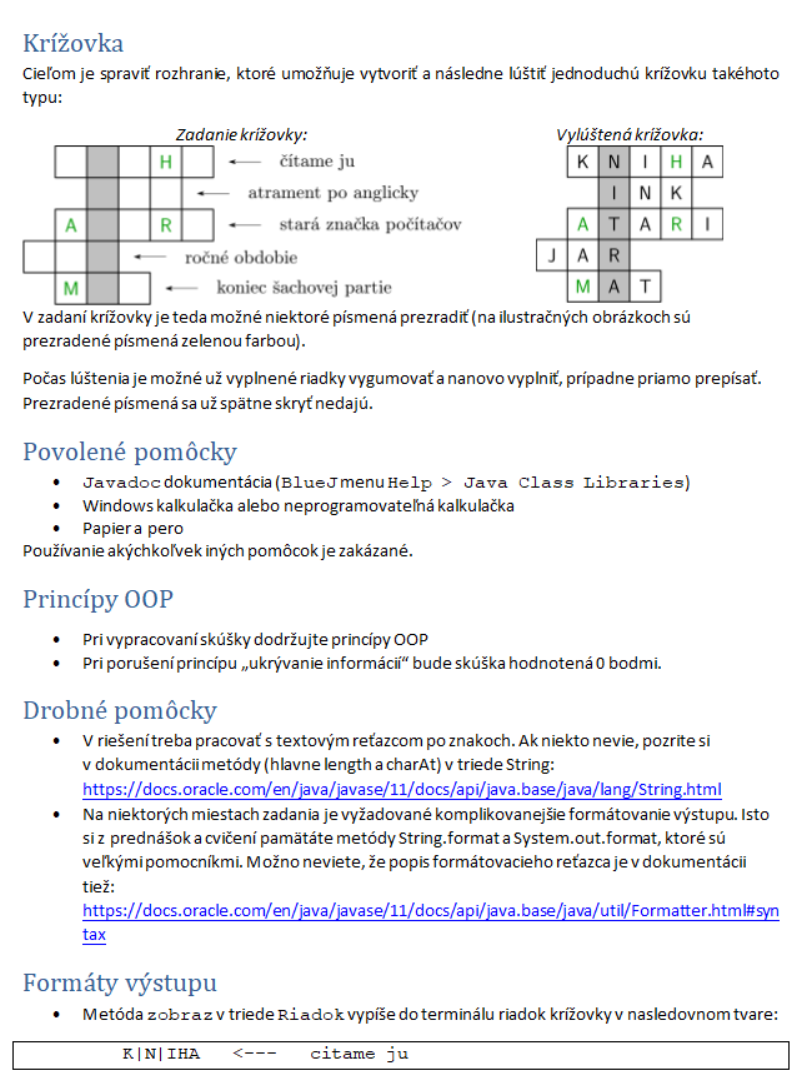 Krížovka
Cieľom je spraviť rozhranie, ktoré umožňuje vytvoriť a následne lúštiť jednoduchú krížovku takéhoto
typu:
Zadanie krížovky:
H ← čítame ju
← atrament po anglicky
A R ← stará značka počítačov
← ročné obdobie
M ← koniec šachovej partie
Vylúštená krížovka:
K N I H A
I N K
A T A R I
J A R
M A T
V zadaní krížovky je teda možné niektoré písmená prezradiť (na ilustračných obrázkoch sú
prezradené písmená zelenou farbou).
Počas lúštenia je možné už vyplnené riadky vygumovať a nanovo vyplniť, prípadne priamo prepísať.
Prezradené písmená sa už spätne skryť nedajú.
Povolené pomôcky
• Javadoc dokumentácia (BlueJ menu Help > Java Class Libraries)
• Windows kalkulačka alebo neprogramovateľná kalkulačka
• Papier a pero
Používanie akýchkoľvek iných pomôcok je zakázané.
Princípy OOP
• Pri vypracovaní skúšky dodržujte princípy OOP
• Pri porušení princípu „ukrývanie informácií“ bude skúška hodnotená 0 bodmi.
Drobné pomôcky
• V riešení treba pracovať s textovým reťazcom po znakoch. Ak niekto nevie, pozrite si
v dokumentácii metódy (hlavne length a charAt) v triede String:
https://docs.oracle.com/en/java/javase/11/docs/api/java.base/java/lang/String.html
• Na niektorých miestach zadania je vyžadované komplikovanejšie formátovanie výstupu. Isto
si z prednášok a cvičení pamätáte metódy String.format a System.out.format, ktoré sú
veľkými pomocníkmi. Možno neviete, že popis formátovacieho reťazca je v dokumentácii
tiež:
https://docs.oracle.com/en/java/javase/11/docs/api/java.base/java/util/Formatter.html#syn
tax
Formáty výstupu
• Metóda zobraz v triede Riadok vypíše do terminálu riadok krížovky v nasledovnom tvare:
K|N|IHA <--- citame ju